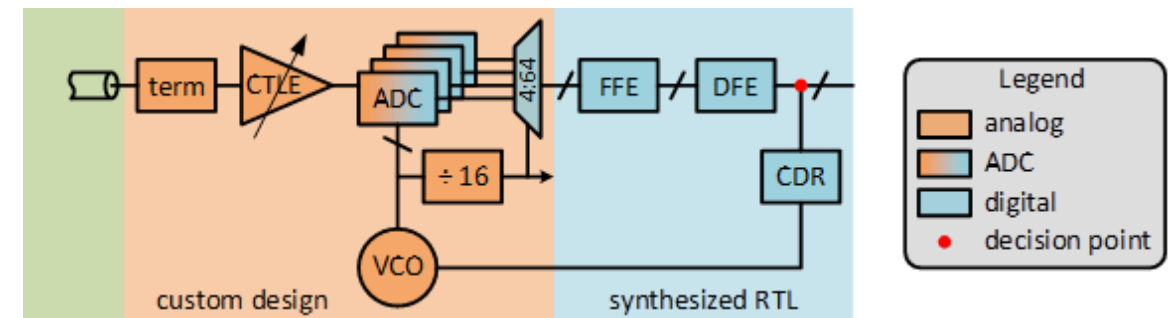 term
CTLE
ADC
4:64
FFE
DFE
÷ 16
CDR
VCO
custom design
synthesized RTL
Legend
analog
ADC
digital
decision point